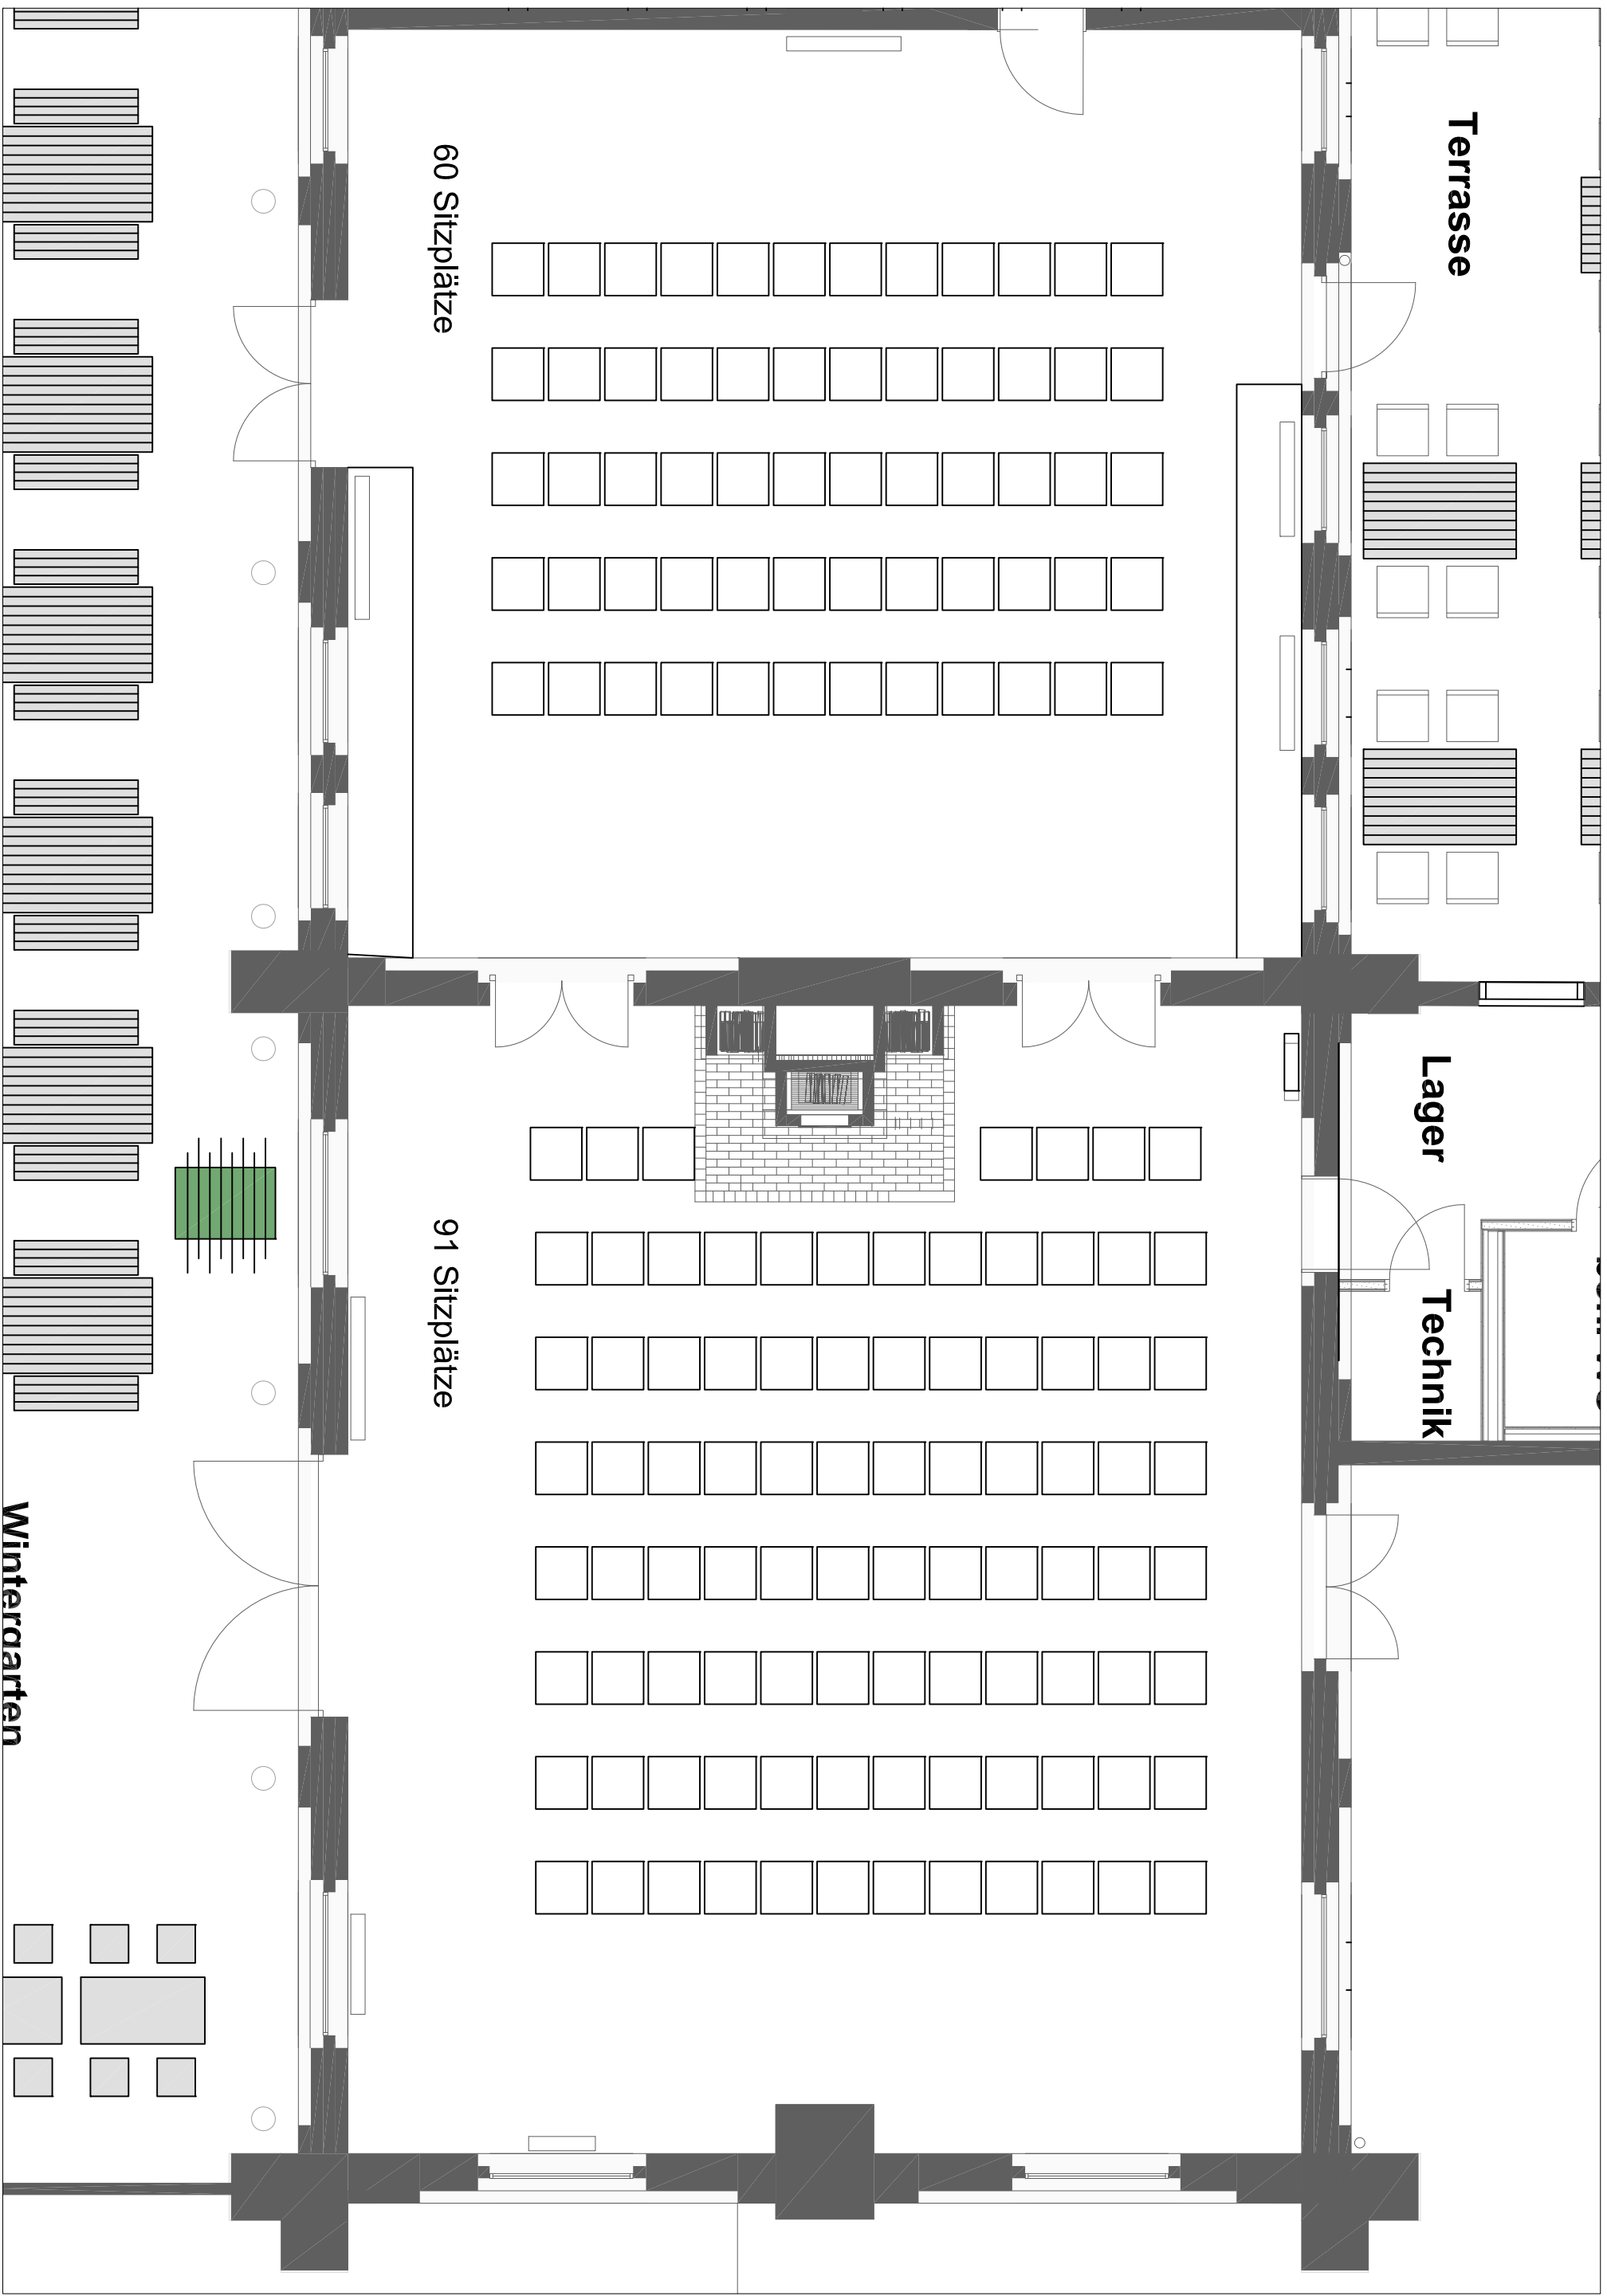 Terrasse
60 Sitzplätze
Lager
91 Sitzplätze
Technik
Wintergarten